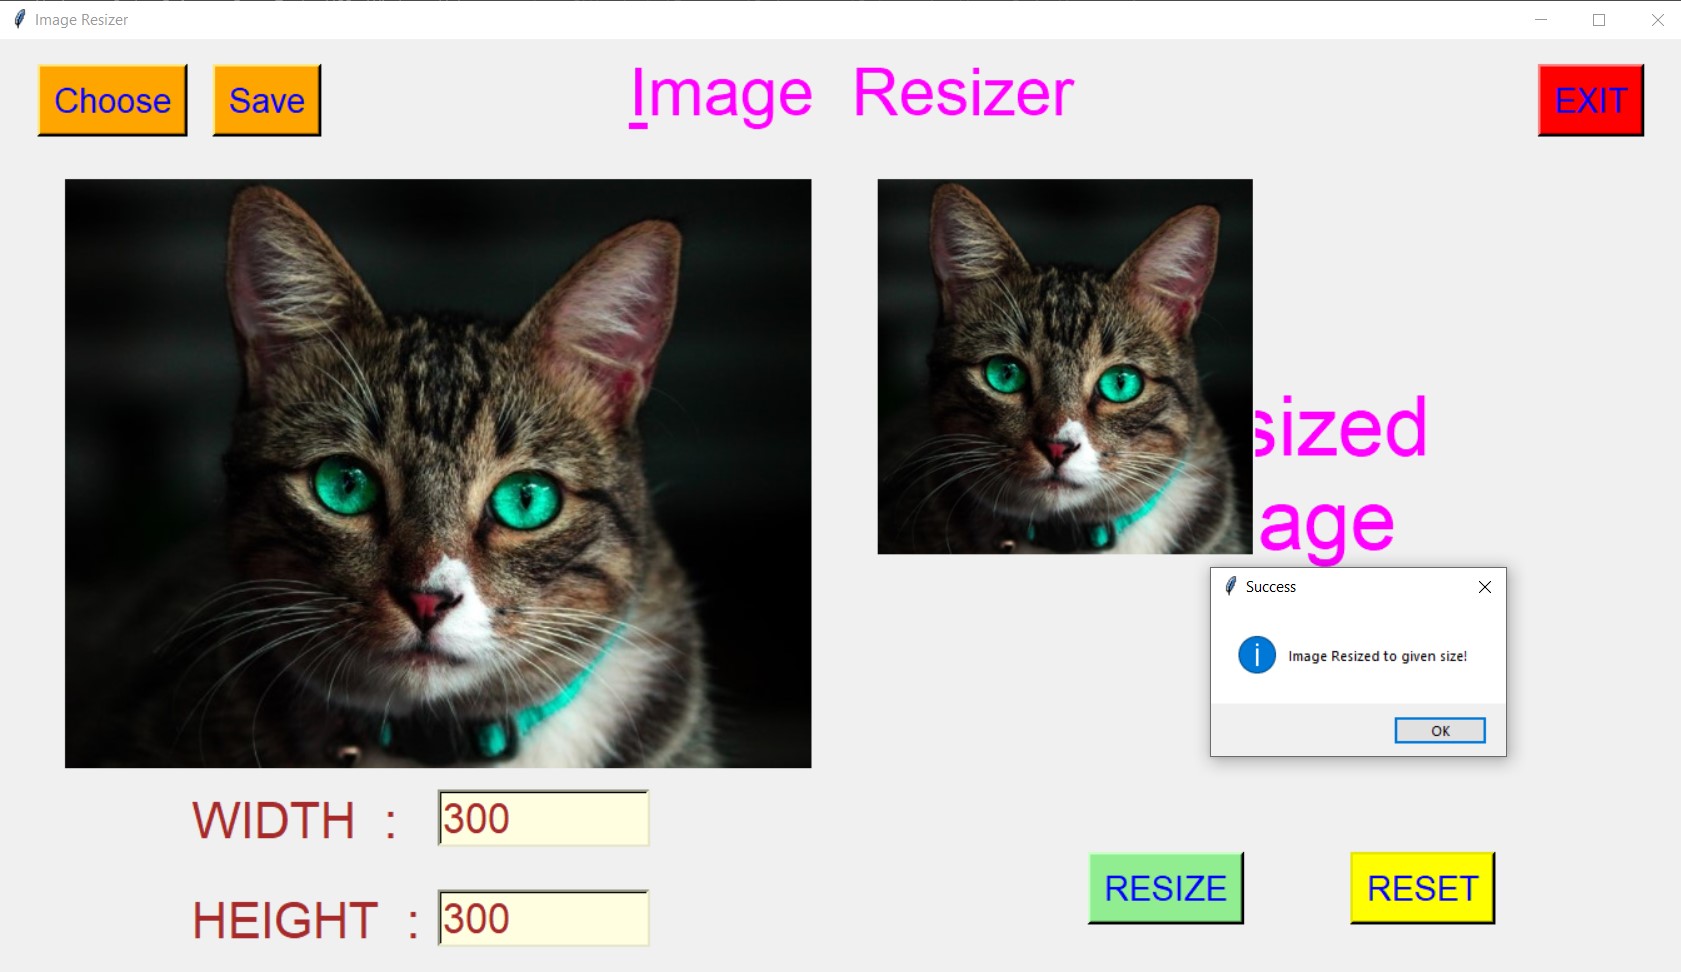 Image Resizer
Choose
Save
Image Resizer
EXIT
sized
age
Success
Image Resized to given size!
OK
WIDTH :
300
HEIGHT :
300
RESIZE
RESET